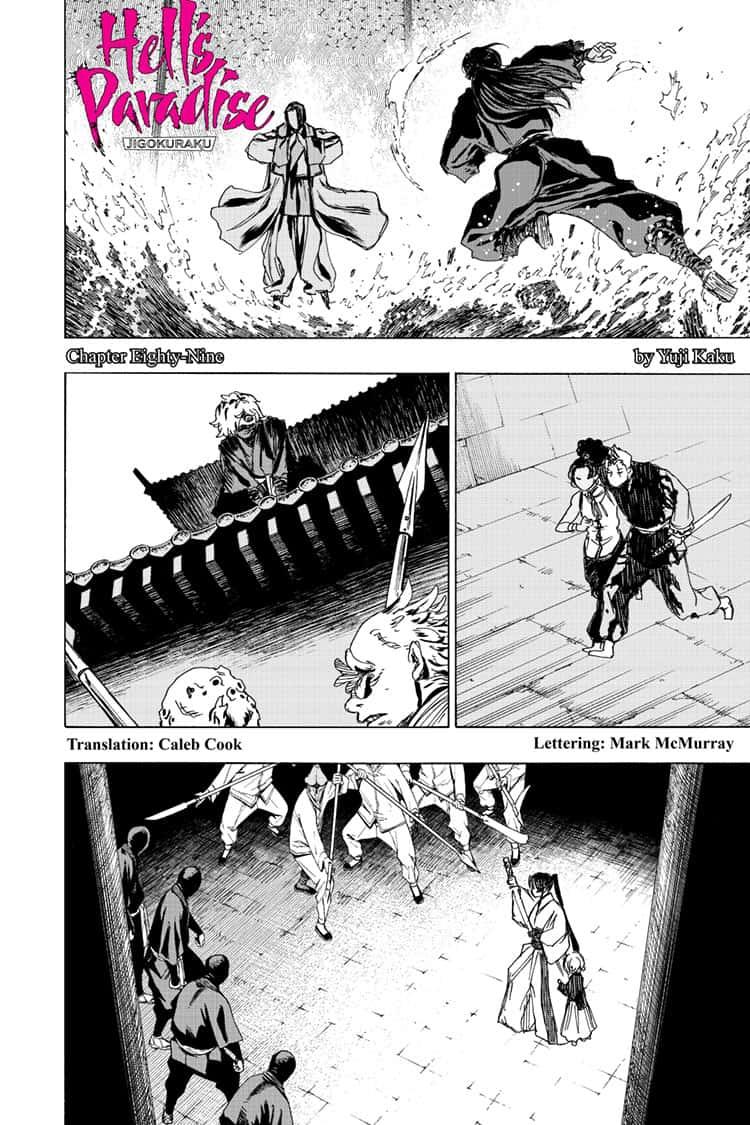 Hell's
Paradise
JIGOKURAKU
Chapter Eighty-Nine
by Yuji Kaku
Translation: Caleb Cook
Lettering: Mark McMurray